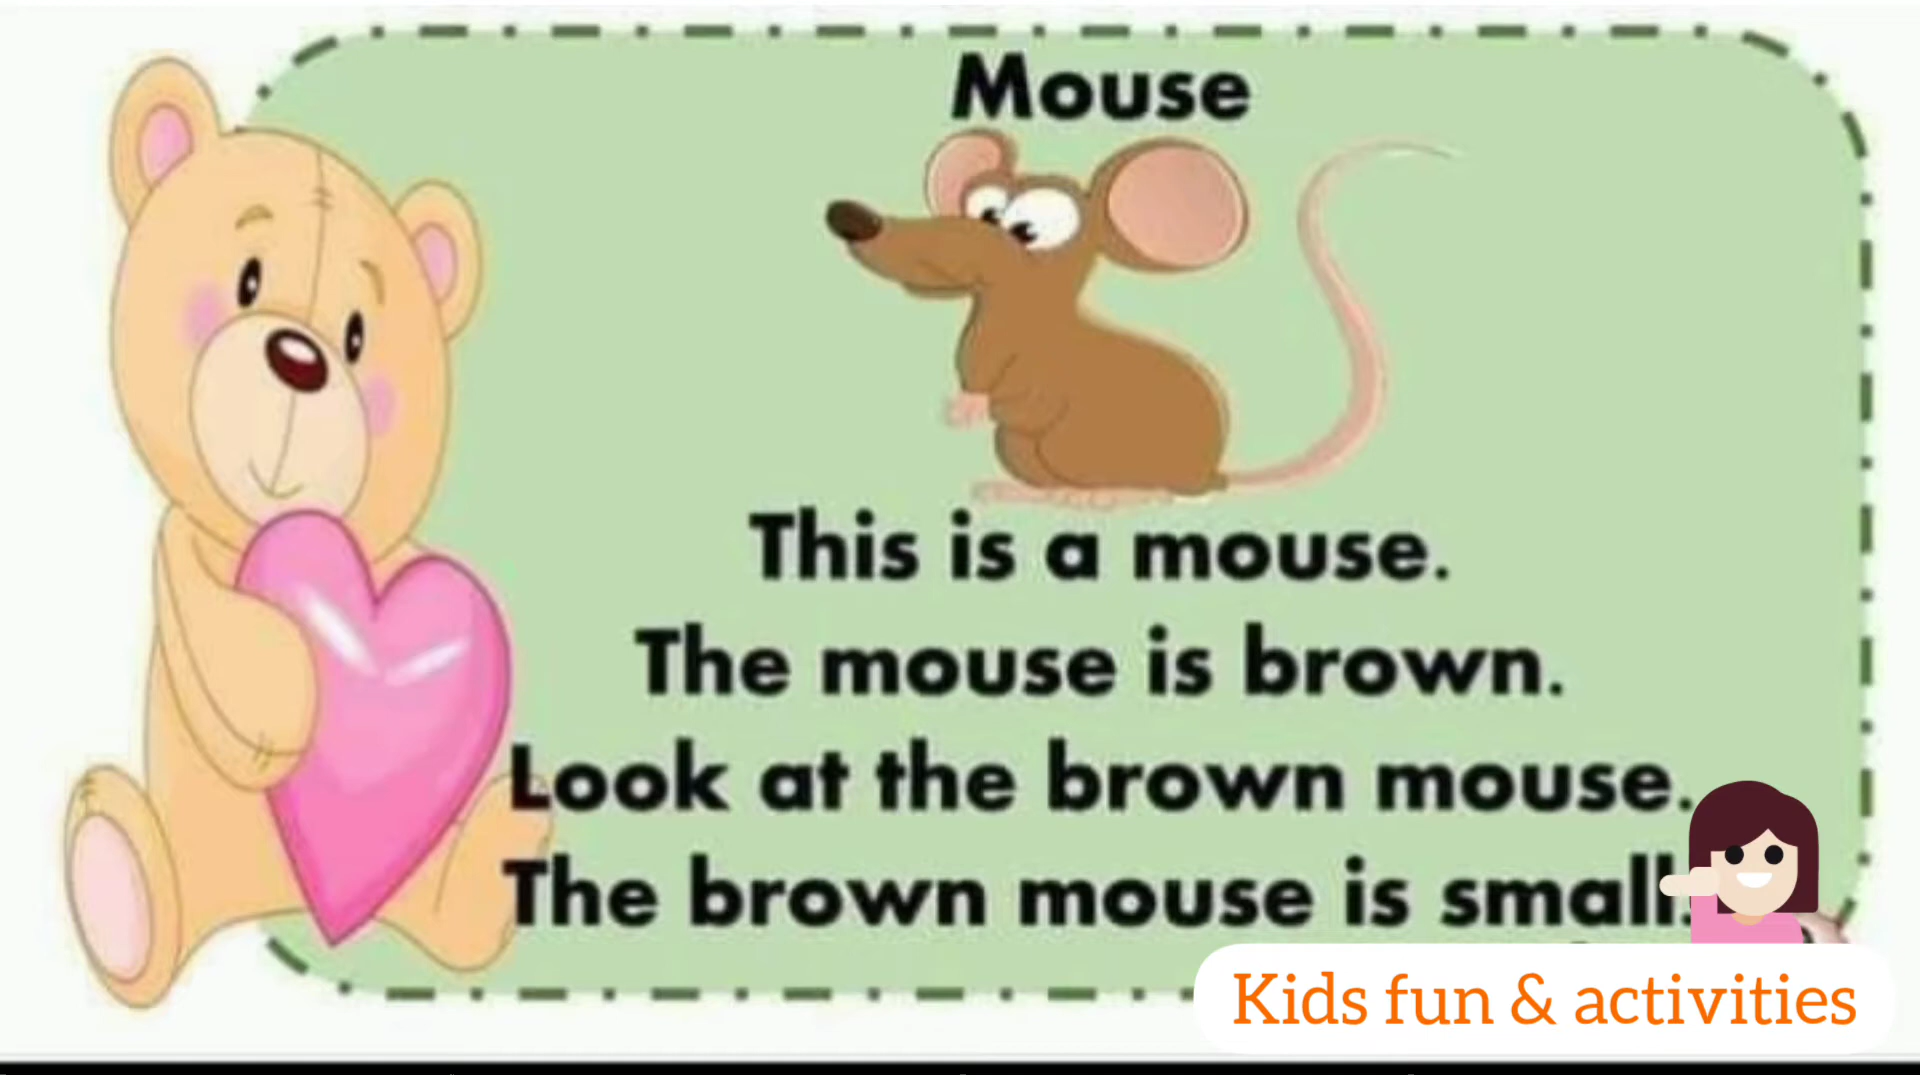 Mouse
This is a mouse.
The mouse is brown.
Look at the brown mouse.
The brown mouse is small.
Kids fun & activities